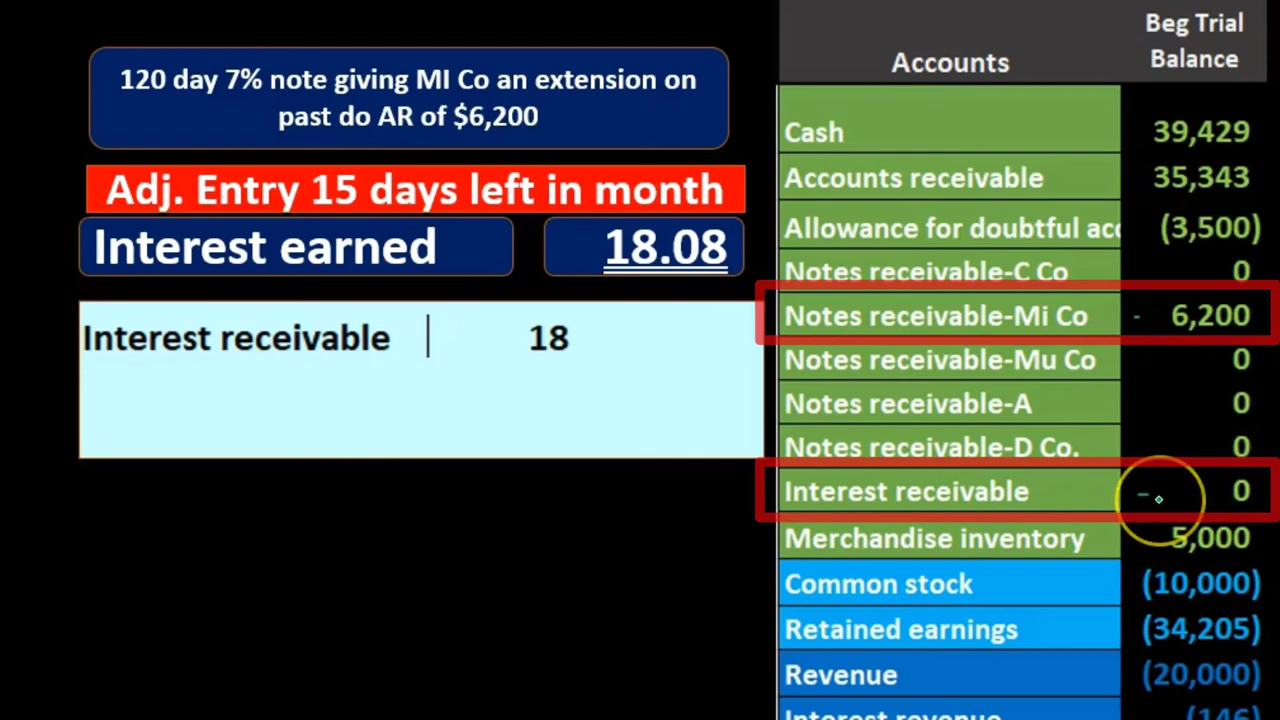 120 day 7% note giving MI Co an extension on
past do AR of $6,200
Adj. Entry 15 days left in month
Interest earned 18.08
Interest receivable 18
Accounts Beg Trial Balance
Cash 39,429
Accounts receivable 35,343
Allowance for doubtful acc (3,500)
Notes receivable-C Co 0
Notes receivable-Mi Co - 6,200
Notes receivable-Mu Co 0
Notes receivable-A 0
Notes receivable-D Co. 0
Interest receivable - 0
Merchandise inventory 5,000
Common stock (10,000)
Retained earnings (34,205)
Revenue (20,000)
Interest revenue (146)